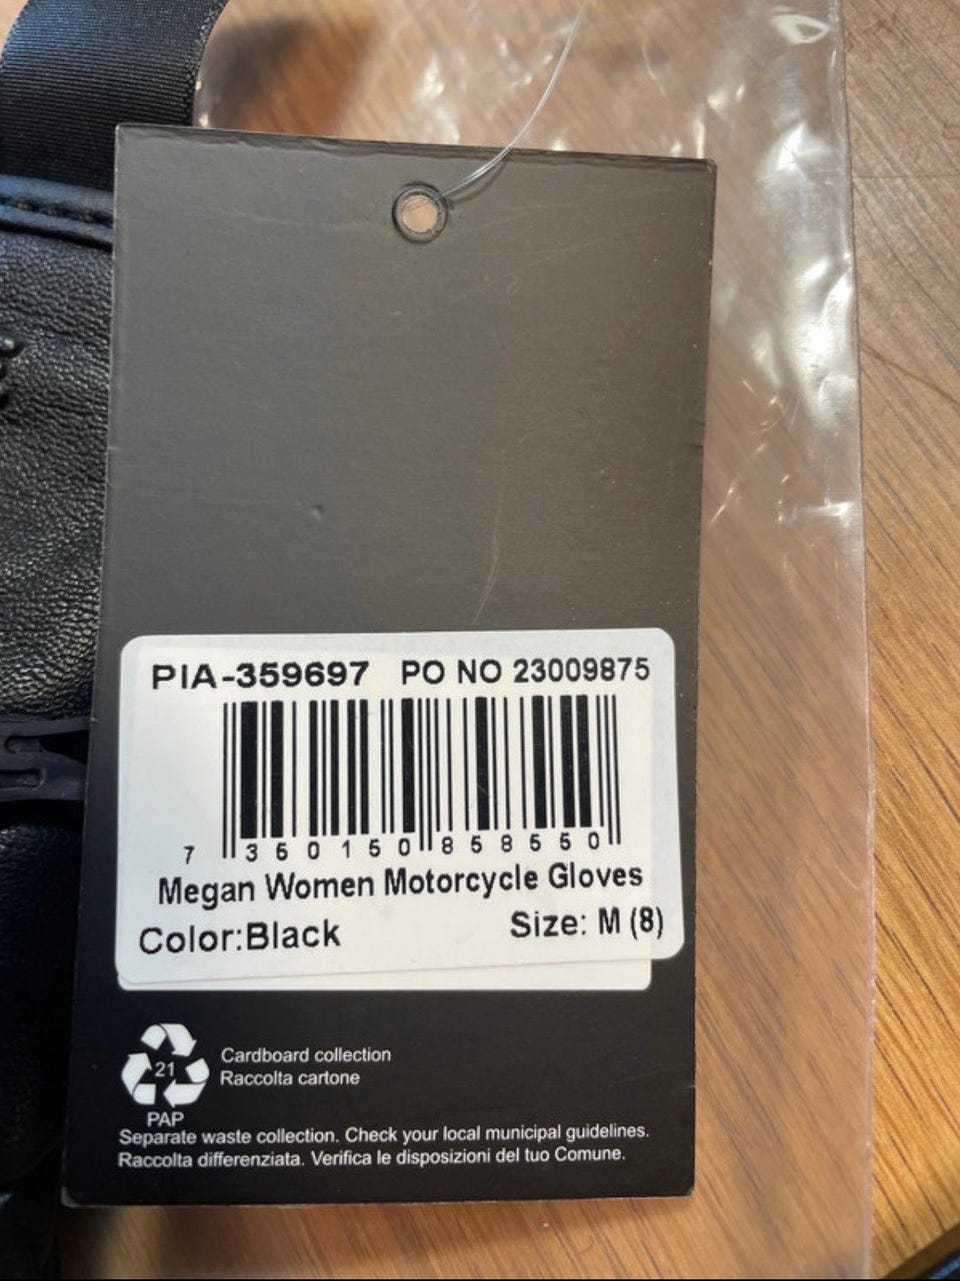 PIA-359697 PO NO 23009875
7 350150 858550
Megan Women Motorcycle Gloves
Color:Black Size: M (8)
21
PAP
Cardboard collection
Raccolta cartone
Separate waste collection. Check your local municipal guidelines.
Raccolta differenziata. Verifica le disposizioni del tuo Comune.